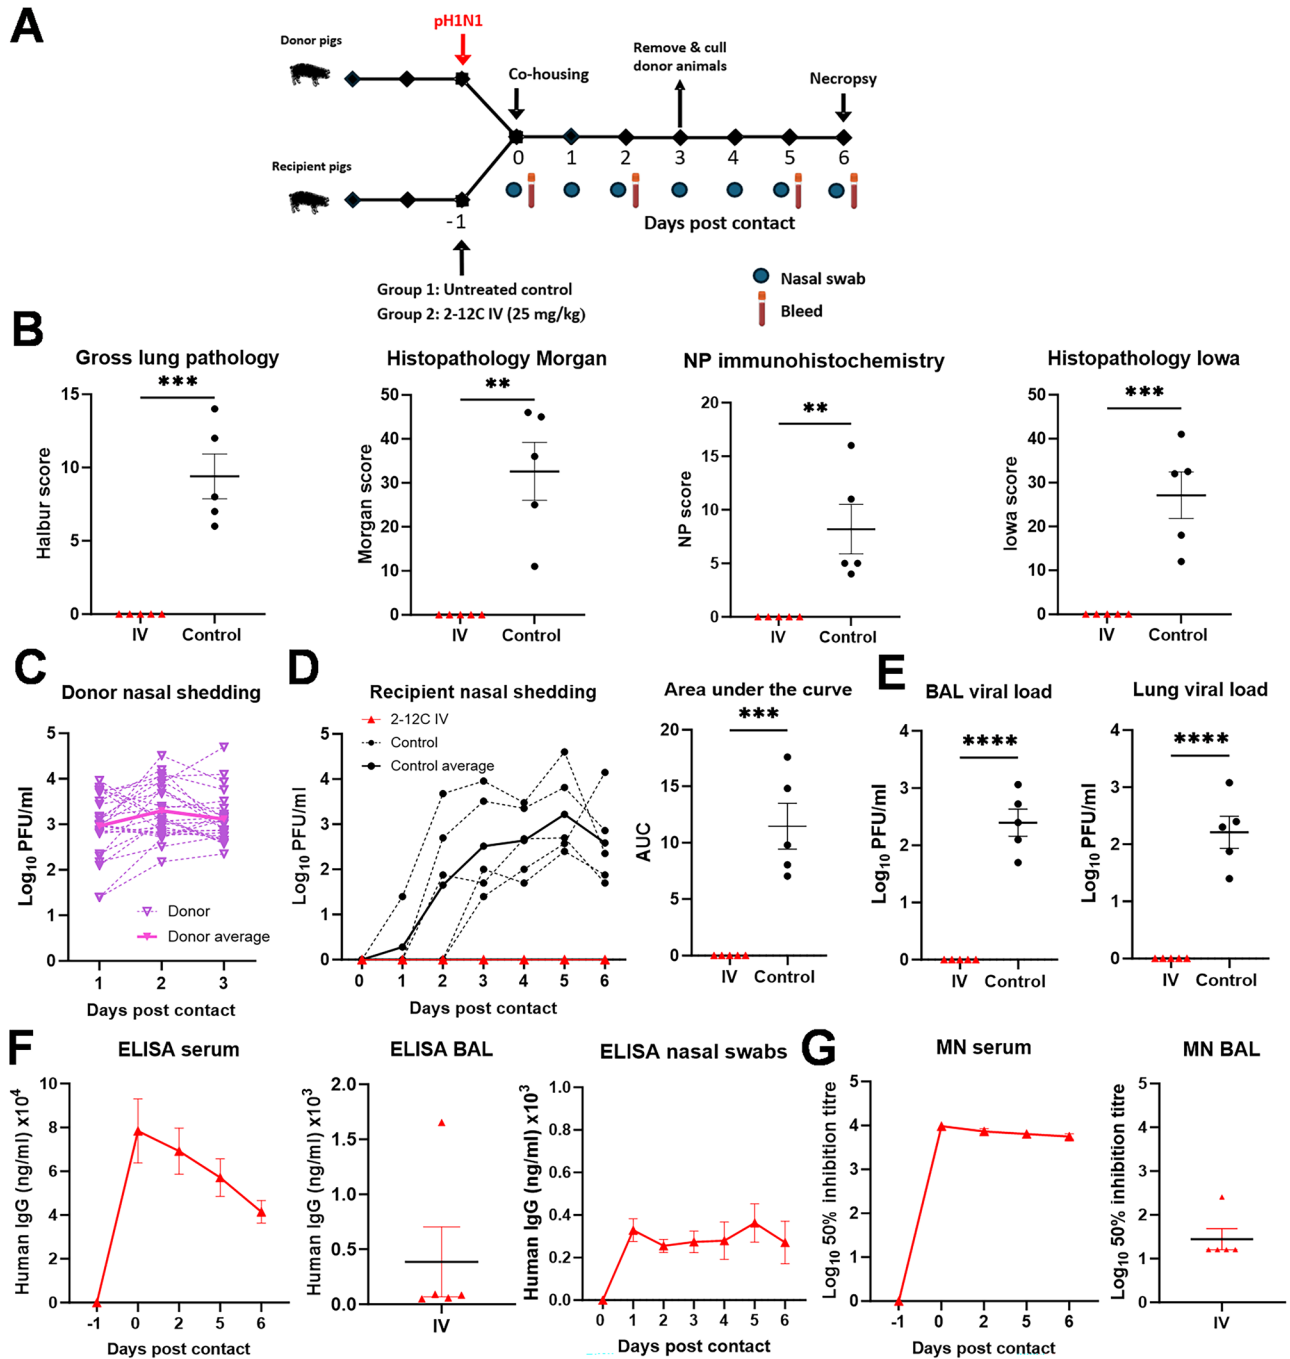 A
pH1N1
Donor pigs
Co-housing
Remove & cull
donor animals
Necropsy
0 1 2 3 4 5 6
Recipient pigs
-1
Days post contact
Group 1: Untreated control
Group 2: 2-12C IV (25 mg/kg)
Nasal swab
Bleed
B
Gross lung pathology
***
Halbur score
15
10
5
0
IV Control
Histopathology Morgan
**
Morgan score
50
40
30
20
10
0
IV Control
NP immunohistochemistry
**
NP score
20
15
10
5
0
IV Control
Histopathology Iowa
***
Iowa score
50
40
30
20
10
0
IV Control
C
Donor nasal shedding
Log10 PFU/ml
5
4
3
2
1
0
Donor
Donor average
1 2 3
Days post contact
D
Recipient nasal shedding
2-12C IV
Control
Control average
Log10 PFU/ml
5
4
3
2
1
0
0 1 2 3 4 5 6
Days post contact
Area under the curve
***
AUC
20
15
10
5
0
IV Control
E
BAL viral load
****
Log10 PFU/ml
4
3
2
1
0
IV Control
Lung viral load
****
Log10 PFU/ml
4
3
2
1
0
IV Control
F
ELISA serum
Human IgG (ng/ml) x10^4
10
8
6
4
2
0
-1 0 2 5 6
Days post contact
ELISA BAL
Human IgG (ng/ml) x10^3
2.0
1.5
1.0
0.5
0.0
IV
ELISA nasal swabs
Human IgG (ng/ml) x10^3
1.0
0.8
0.6
0.4
0.2
0.0
0 1 2 3 4 5 6
Days post contact
G
MN serum
Log10 50% inhibition titre
5
4
3
2
1
0
-1 0 2 5 6
Days post contact
MN BAL
Log10 50% inhibition titre
5
4
3
2
1
0
IV